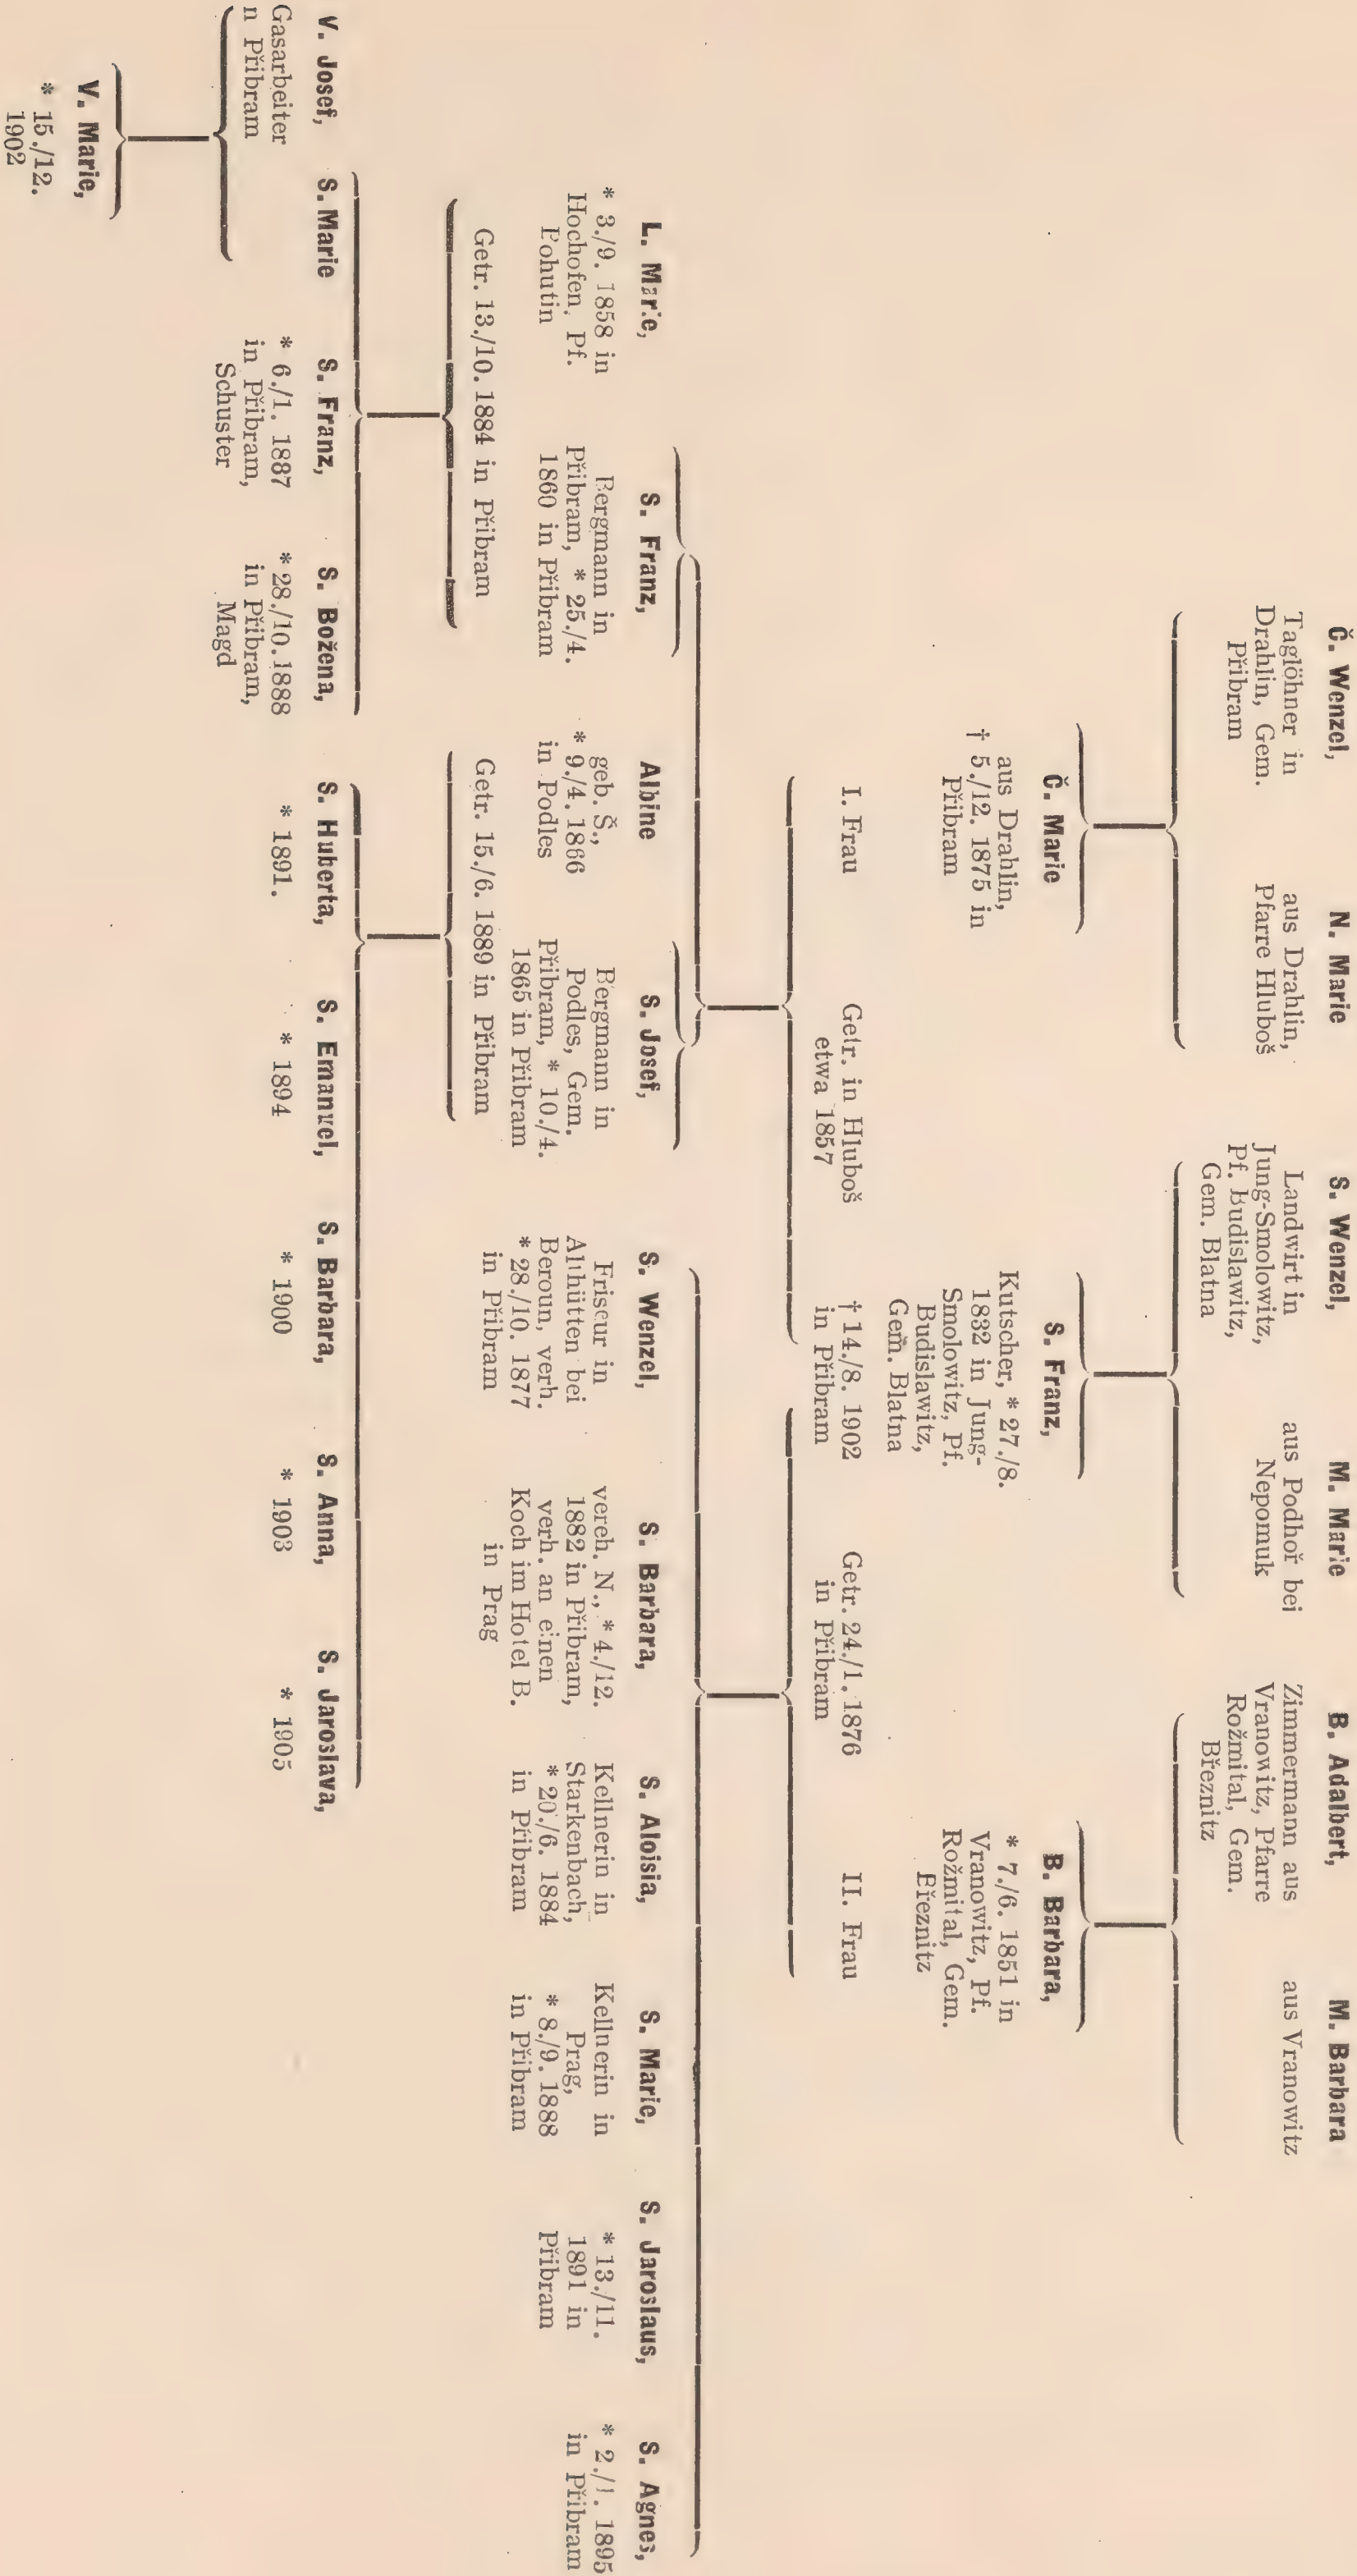 Č. Wenzel,
Taglöhner in
Drahlin, Gem.
Přibram
N. Marie
aus Drahlin,
Pfarre Hluboš
S. Wenzel,
Landwirt in
Jung-Smolowitz,
Pf. Budislawitz,
Gem. Blatna
M. Marie
aus Podhoř bei
Nepomuk
B. Adalbert,
Zimmermann aus
Vranowitz, Pfarre
Rožmital, Gem.
Březnitz
M. Barbara
aus Vranowitz
Č. Marie
aus Drahlin,
† 5./12. 1875 in
Přibram
S. Franz,
Kutscher, * 27./8.
1832 in Jung-
Smolowitz, Pf.
Budislawitz,
Gem. Blatna
B. Barbara,
* 7./6. 1851 in
Vranowitz, Pf.
Rožmital, Gem.
Březnitz
I. Frau
Getr. in Hluboš
etwa 1857
† 14./8. 1902
in Přibram
Getr. 24./1. 1876
in Přibram
II. Frau
L. Marie,
* 3./9. 1858 in
Hochofen, Pf.
Bohutin
S. Franz,
Bergmann in
Přibram, * 25./4.
1860 in Přibram
Albine
geb. Š.,
* 9./4. 1866
in Podles
S. Josef,
Bergmann in
Podles, Gem.
Přibram, * 10./4.
1865 in Přibram
S. Wenzel,
Friseur in
Althütten bei
Beroun, verh.
* 28./10. 1877
in Přibram
S. Barbara,
vereh. N., * 4./12.
1882 in Přibram,
verh. an einen
Koch im Hotel B.
in Prag
S. Aloisia,
Kellnerin in
Starkenbach,
* 20./6. 1884
in Přibram
S. Marie,
Kellnerin in
Prag,
* 8./9. 1888
in Přibram
S. Jaroslaus,
* 13./11.
1891 in
Přibram
S. Agnes,
* 2./1. 1895
in Přibram
Getr. 13./10. 1884 in Přibram
Getr. 15./6. 1889 in Přibram
V. Josef,
Gasarbeiter
n Přibram
S. Marie
S. Franz,
* 6./1. 1887
in Přibram,
Schuster
S. Božena,
* 28./10. 1888
in Přibram,
Magd
S. Huberta,
* 1891.
S. Emanuel,
* 1894
S. Barbara,
* 1900
S. Anna,
* 1903
S. Jaroslava,
* 1905
V. Marie,
* 15./12.
1902